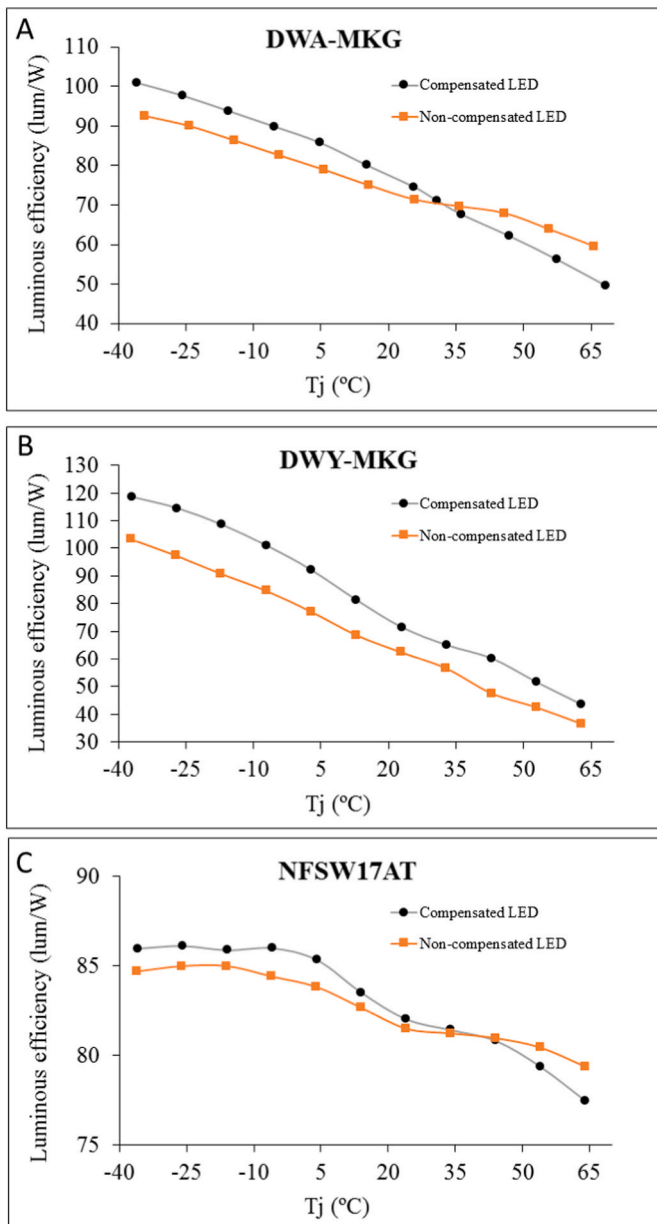 A
DWA-MKG
Luminous efficiency (lum/W)
110
100
90
80
70
60
50
40
Compensated LED
Non-compensated LED
-40 -25 -10 5 20 35 50 65
Tj (ºC)
B
DWY-MKG
Luminous efficiency (lum/W)
130
120
110
100
90
80
70
60
50
40
30
Compensated LED
Non-compensated LED
-40 -25 -10 5 20 35 50 65
Tj (ºC)
C
NFSW17AT
Luminous efficiency (lum/W)
90
85
80
75
Compensated LED
Non-compensated LED
-40 -25 -10 5 20 35 50 65
Tj (ºC)